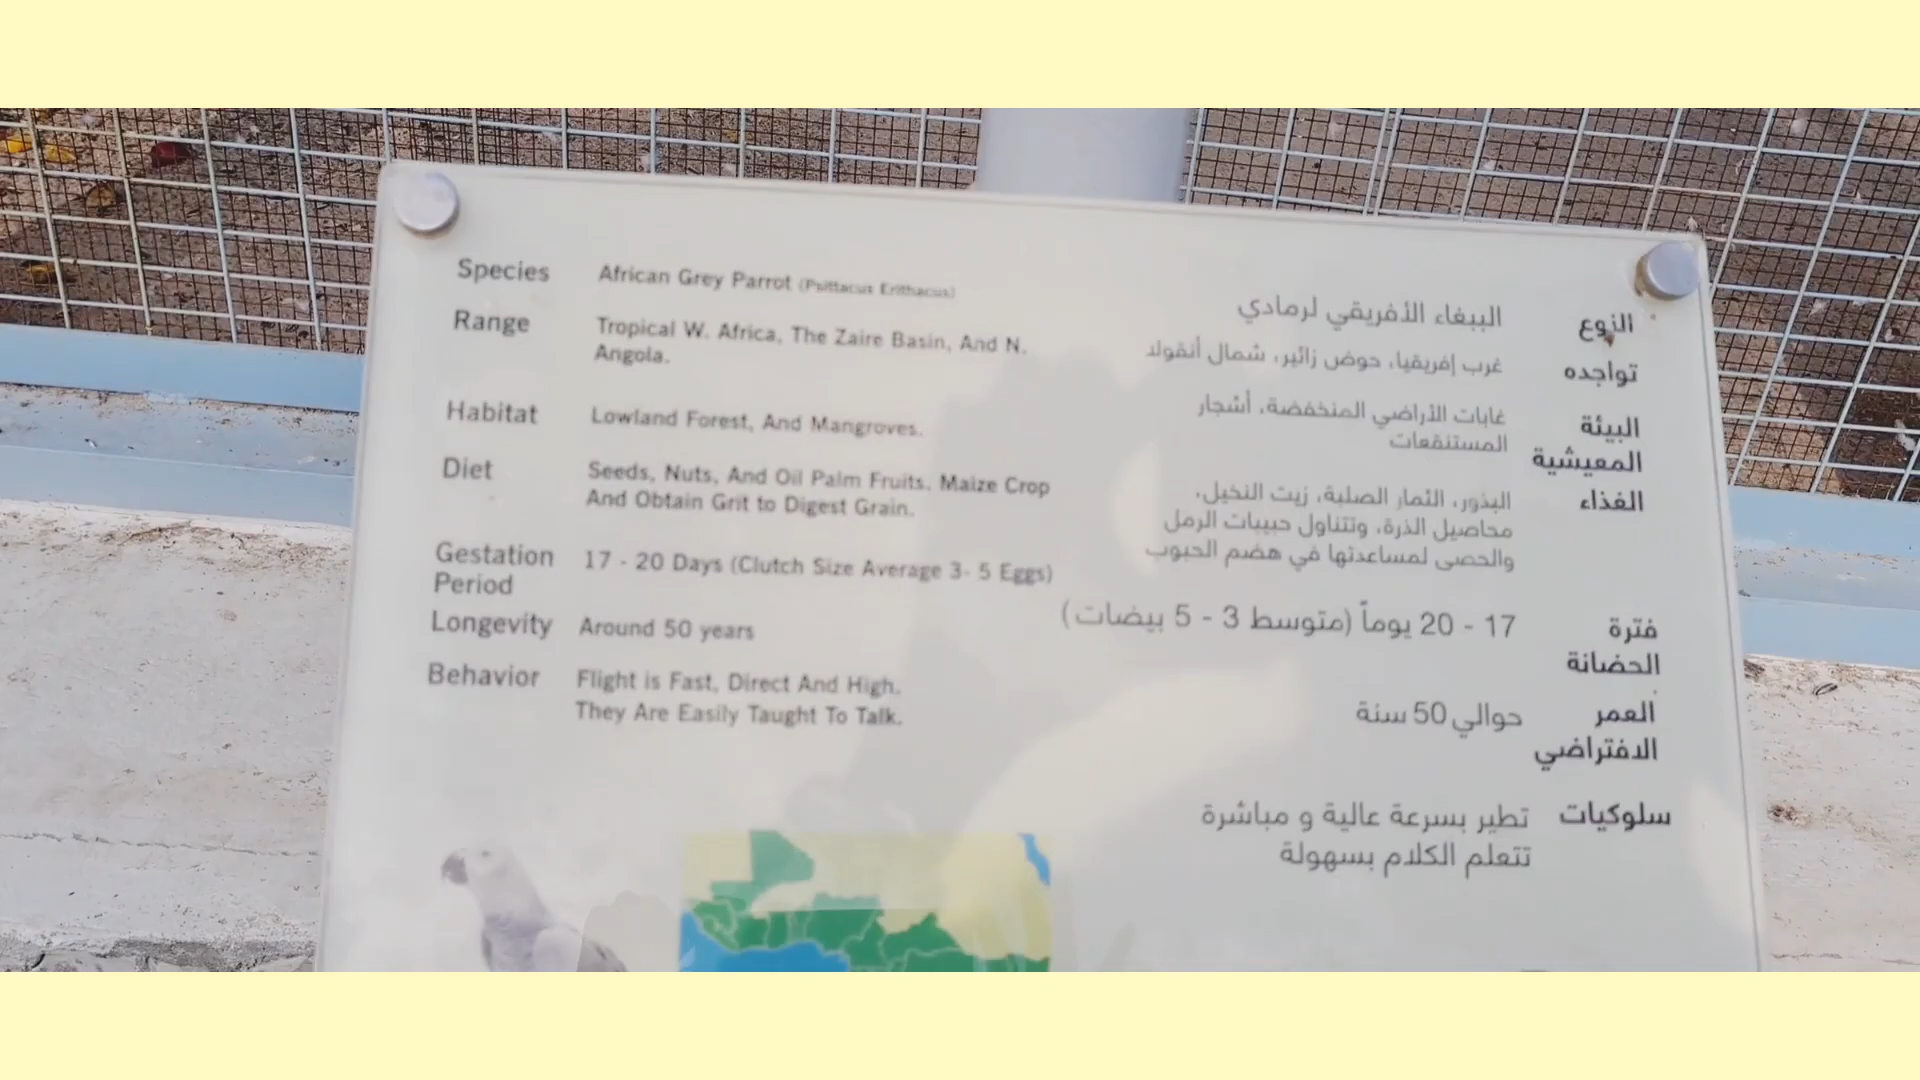 Species African Grey Parrot (Psittacus Erithacus)
Range Tropical W. Africa, The Zaire Basin, And N.
Angola.
Habitat Lowland Forest, And Mangroves.
Diet Seeds, Nuts, And Oil Palm Fruits. Maize Crop
And Obtain Grit to Digest Grain.
Gestation Period 17 - 20 Days (Clutch Size Average 3- 5 Eggs)
Longevity Around 50 years
Behavior Flight is Fast, Direct And High.
They Are Easily Taught To Talk.
النوع الببغاء الأفريقي لرمادي
تواجده غرب إفريقيا، حوض زائير، شمال أنقولا
البيئة غابات الأراضي المنخفضة، أشجار
المعيشية المستنقعات
الغذاء البذور، الثمار الصلبة، زيت النخيل،
محاصيل الذرة، وتتناول حبيبات الرمل
والحصى لمساعدتها في هضم الحبوب
فترة 17 - 20 يوماً (متوسط 3 - 5 بيضات)
الحضانة
العمر حوالي 50 سنة
الافتراضي
سلوكيات تطير بسرعة عالية و مباشرة
تتعلم الكلام بسهولة